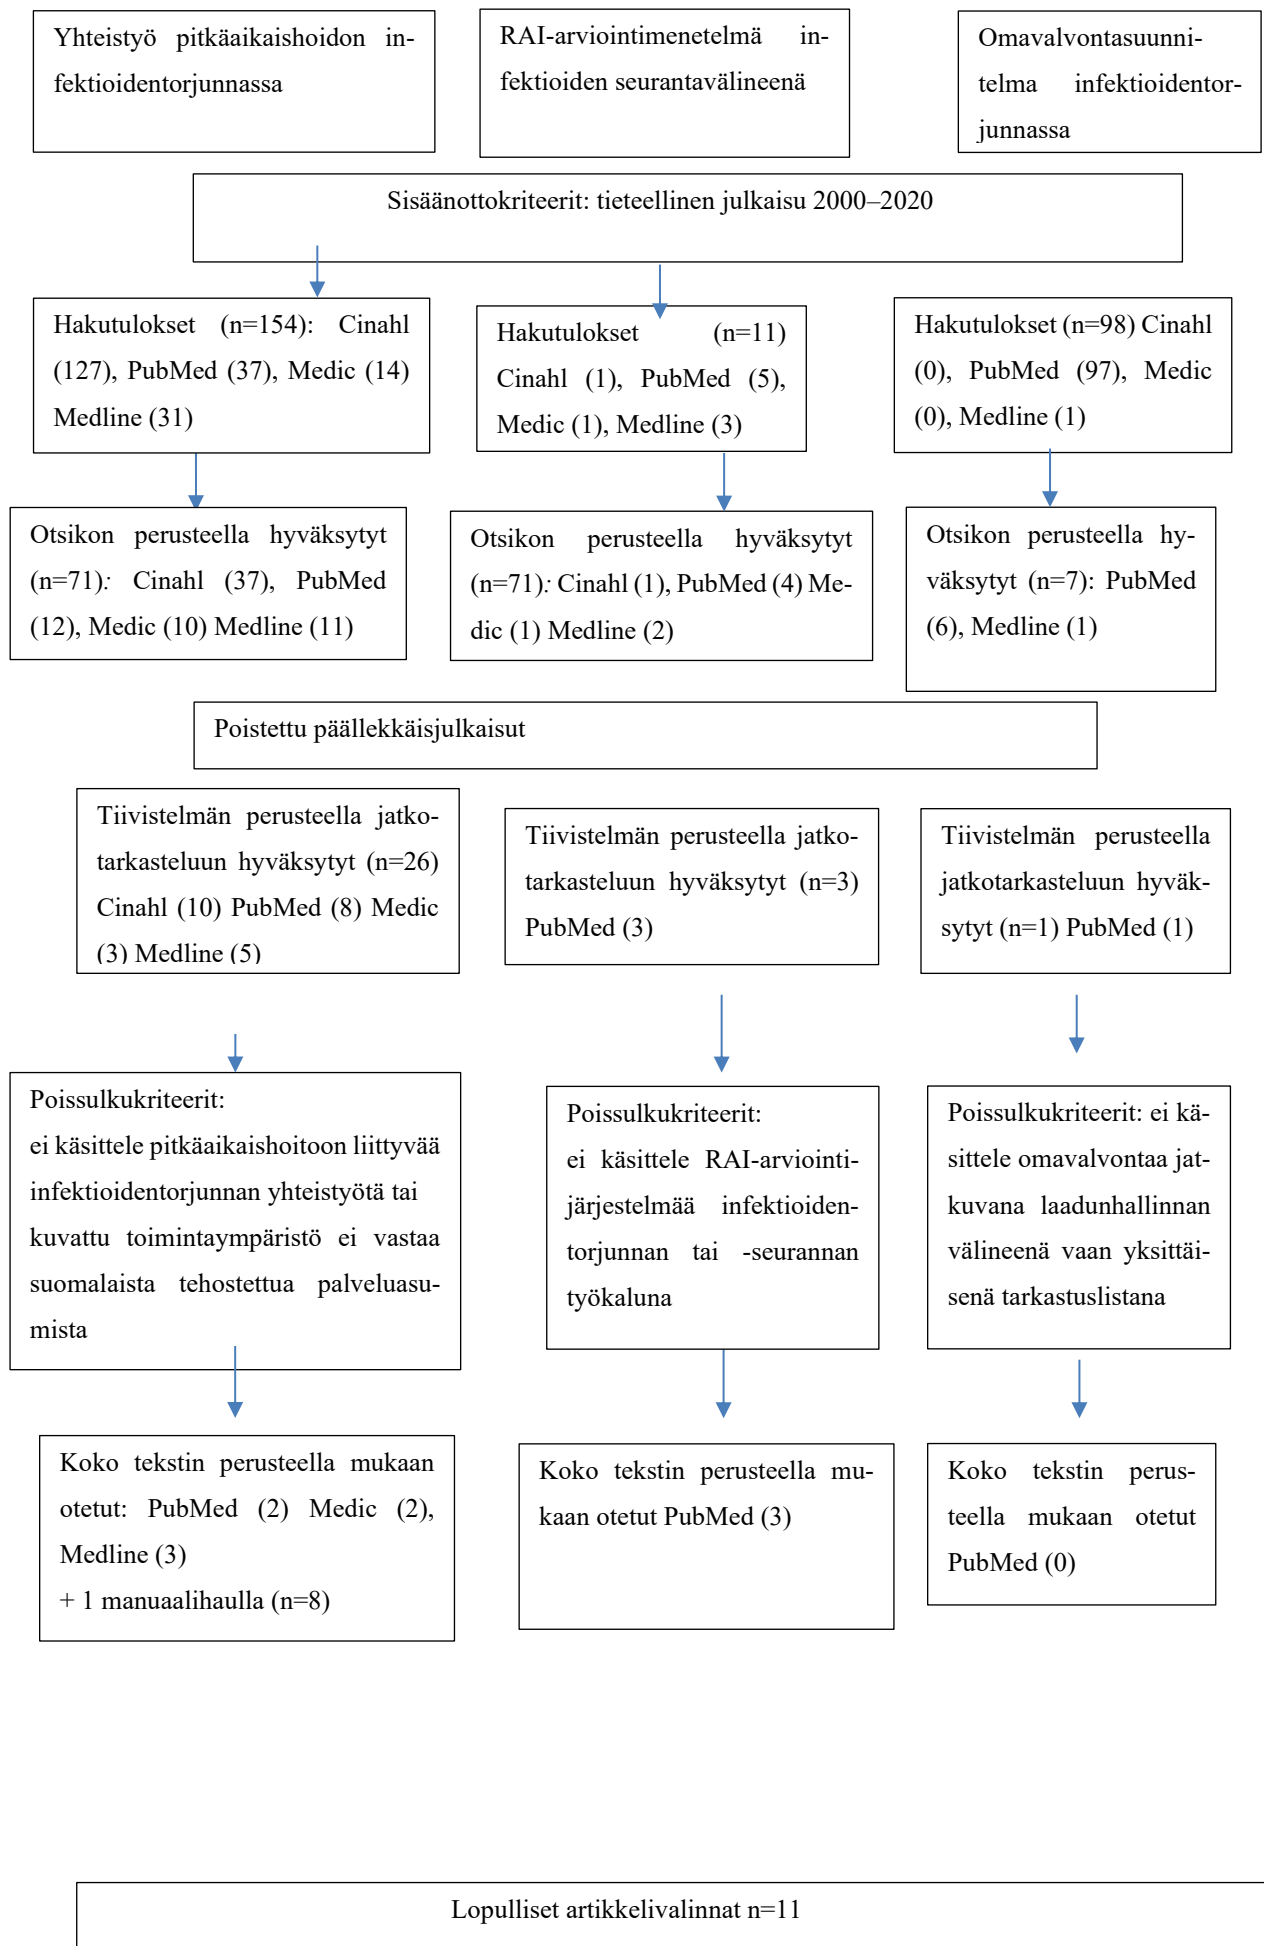 Yhteistyö pitkäaikaishoidon in-
fektioidentorjunnassa
RAI-arviointimenetelmä in-
fektioiden seurantavälineenä
Omavalvontasuunni-
telma infektioidentor-
junnassa
Sisäänottokriteerit: tieteellinen julkaisu 2000–2020
Hakutulokset (n=154): Cinahl
(127), PubMed (37), Medic (14)
Medline (31)
Hakutulokset (n=11)
Cinahl (1), PubMed (5),
Medic (1), Medline (3)
Hakutulokset (n=98) Cinahl
(0), PubMed (97), Medic
(0), Medline (1)
Otsikon perusteella hyväksytyt
(n=71): Cinahl (37), PubMed
(12), Medic (10) Medline (11)
Otsikon perusteella hyväksytyt
(n=71): Cinahl (1), PubMed (4) Me-
dic (1) Medline (2)
Otsikon perusteella hy-
väksytyt (n=7): PubMed
(6), Medline (1)
Poistettu päällekkäisjulkaisut
Tiivistelmän perusteella jatko-
tarkasteluun hyväksytyt (n=26)
Cinahl (10) PubMed (8) Medic
(3) Medline (5)
Tiivistelmän perusteella jatko-
tarkasteluun hyväksytyt (n=3)
PubMed (3)
Tiivistelmän perusteella
jatkotarkasteluun hyväk-
sytyt (n=1) PubMed (1)
Poissulkukriteerit:
ei käsittele pitkäaikaishoitoon liittyvää
infektioidentorjunnan yhteistyötä tai
kuvattu toimintaympäristö ei vastaa
suomalaista tehostettua palveluasu-
mista
Poissulkukriteerit:
ei käsittele RAI-arviointi-
järjestelmää infektioiden-
torjunnan tai -seurannan
työkaluna
Poissulkukriteerit: ei kä-
sittele omavalvontaa jat-
kuvana laadunhallinnan
välineenä vaan yksittäi-
senä tarkastuslistana
Koko tekstin perusteella mukaan
otetut: PubMed (2) Medic (2),
Medline (3)
+ 1 manuaalihaulla (n=8)
Koko tekstin perusteella mu-
kaan otetut PubMed (3)
Koko tekstin perus-
teella mukaan otetut
PubMed (0)
Lopulliset artikkelivalinnat n=11